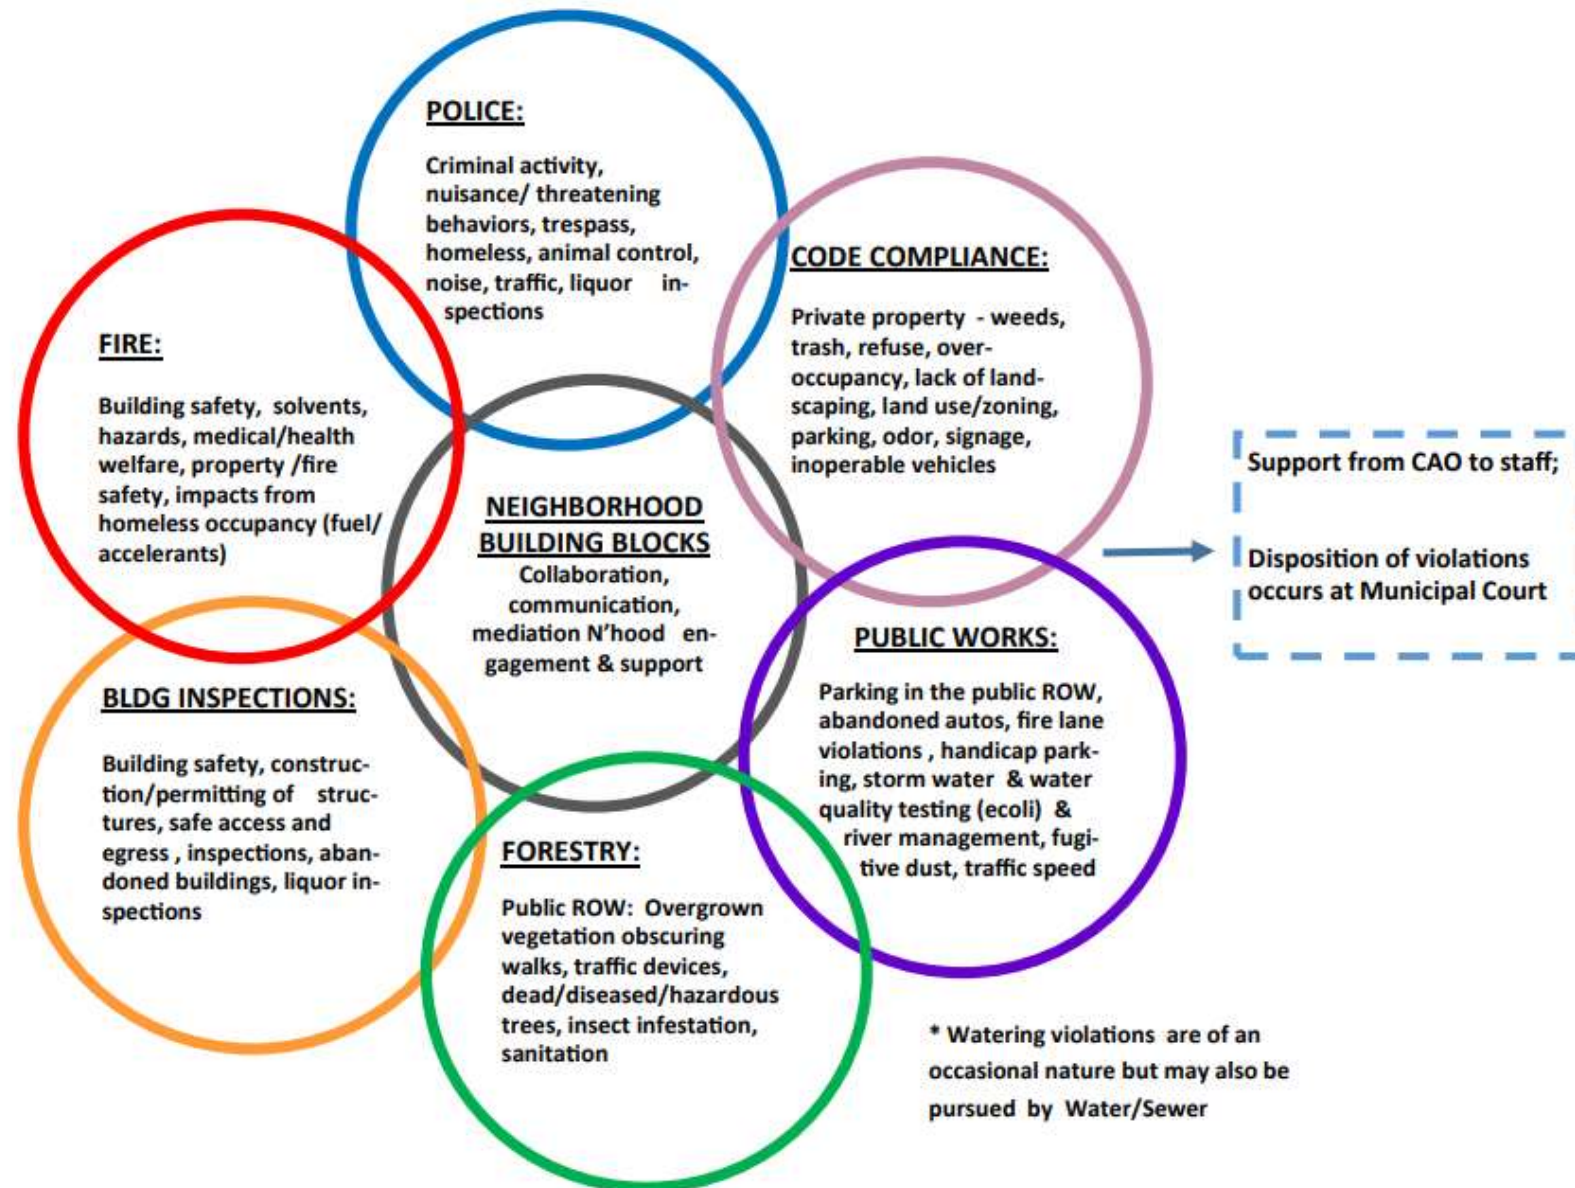 POLICE:
Criminal activity,
nuisance/ threatening
behaviors, trespass,
homeless, animal control,
noise, traffic, liquor in-
spections
CODE COMPLIANCE:
Private property - weeds,
trash, refuse, over-
occupancy, lack of land-
scaping, land use/zoning,
parking, odor, signage,
inoperable vehicles
FIRE:
Building safety, solvents,
hazards, medical/health
welfare, property /fire
safety, impacts from
homeless occupancy (fuel/
accelerants)
NEIGHBORHOOD
BUILDING BLOCKS
Collaboration,
communication,
mediation N’hood en-
gagement & support
Support from CAO to staff;
Disposition of violations
occurs at Municipal Court
PUBLIC WORKS:
Parking in the public ROW,
abandoned autos, fire lane
violations , handicap park-
ing, storm water & water
quality testing (ecoli) &
river management, fugi-
tive dust, traffic speed
BLDG INSPECTIONS:
Building safety, construc-
tion/permitting of struc-
tures, safe access and
egress , inspections, aban-
doned buildings, liquor in-
spections
FORESTRY:
Public ROW: Overgrown
vegetation obscuring
walks, traffic devices,
dead/diseased/hazardous
trees, insect infestation,
sanitation
* Watering violations are of an
occasional nature but may also be
pursued by Water/Sewer